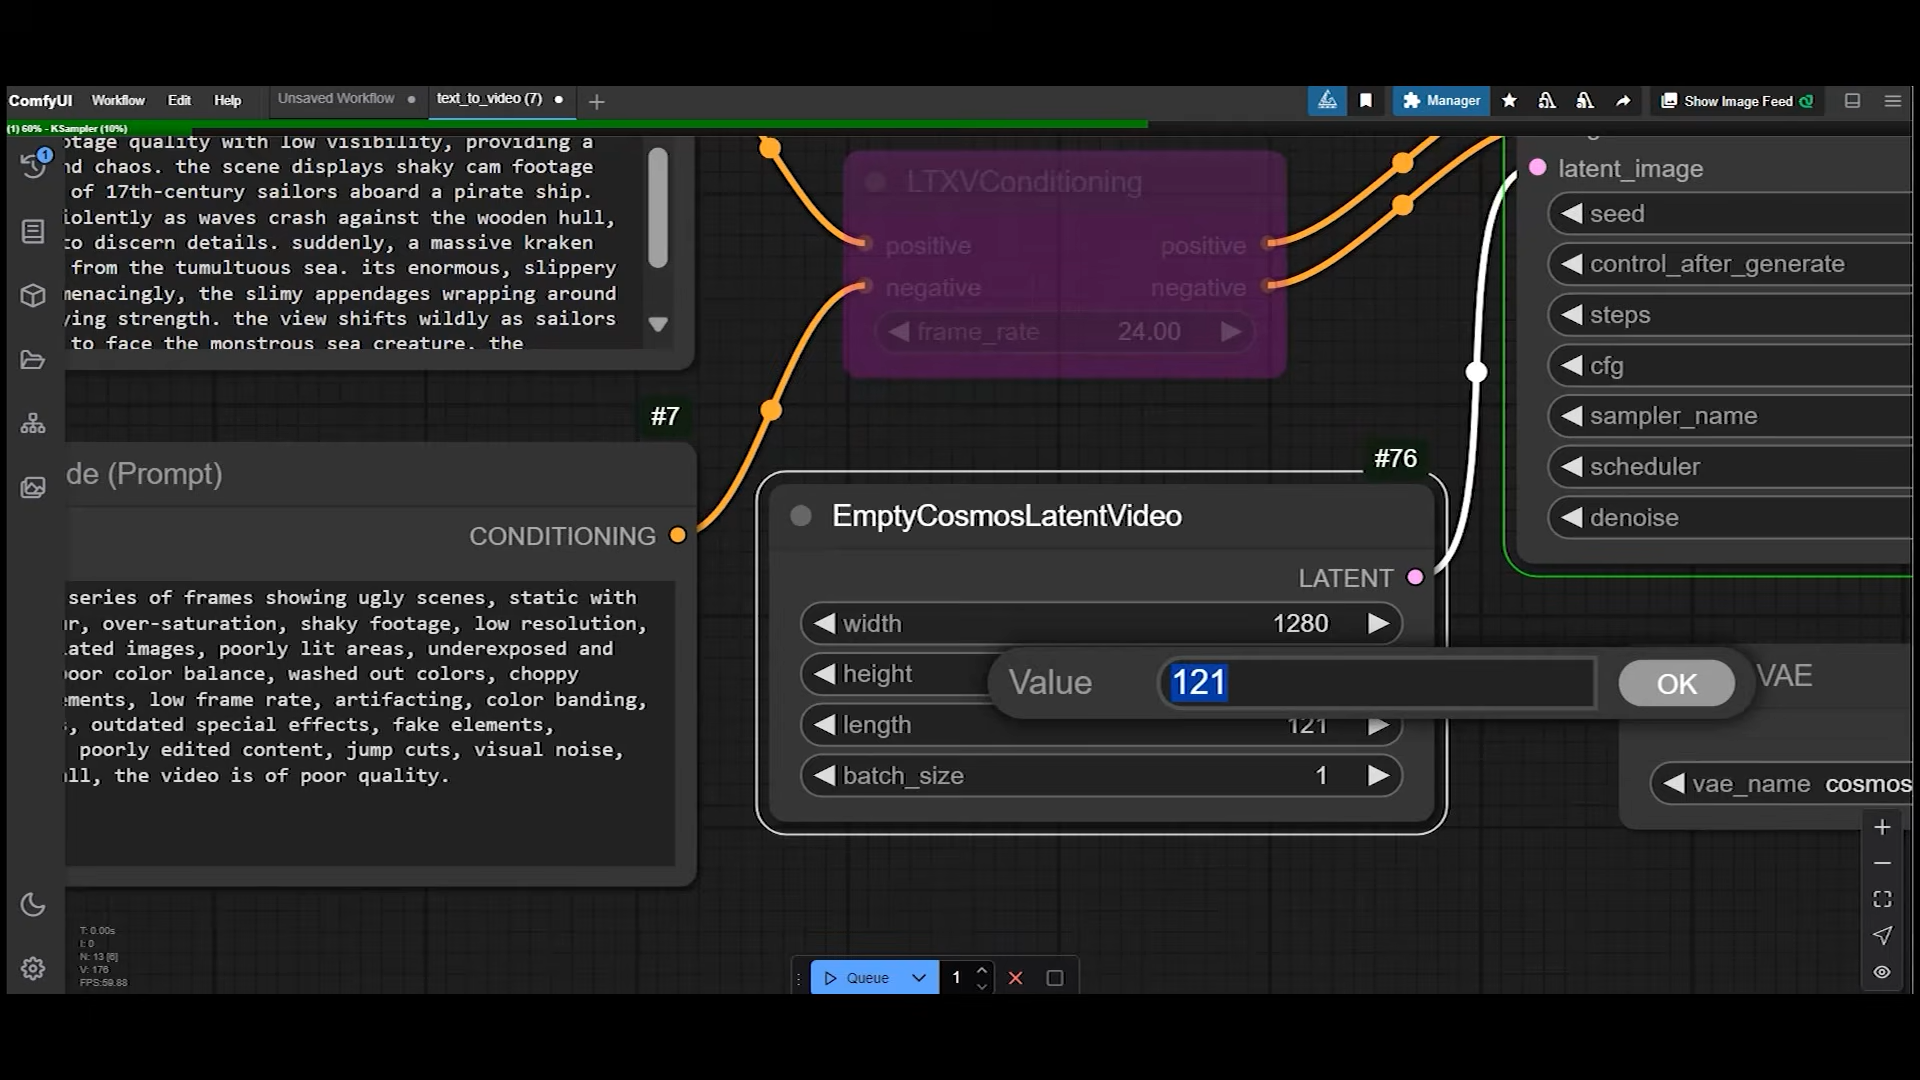 ComfyUI Workflow Edit Help Unsaved Workflow text_to_video (7) Manager Show Image Feed
(1) 60% - KSampler (10%)
1
otage quality with low visibility, providing a
nd chaos. the scene displays shaky cam footage
of 17th-century sailors aboard a pirate ship.
iolently as waves crash against the wooden hull,
to discern details. suddenly, a massive kraken
from the tumultuous sea. its enormous, slippery
menacingly, the slimy appendages wrapping around
ying strength. the view shifts wildly as sailors
to face the monstrous sea creature. the
LTXVConditioning
positive positive
negative negative
frame_rate 24.00
latent_image
seed
control_after_generate
steps
cfg
sampler_name
scheduler
denoise
#7
de (Prompt)
CONDITIONING
series of frames showing ugly scenes, static with
ur, over-saturation, shaky footage, low resolution,
lated images, poorly lit areas, underexposed and
poor color balance, washed out colors, choppy
ements, low frame rate, artifacting, color banding,
, outdated special effects, fake elements,
poorly edited content, jump cuts, visual noise,
all, the video is of poor quality.
#76
EmptyCosmosLatentVideo
LATENT
width 1280
height
length 121
batch_size 1
Value 121 OK
VAE
vae_name cosmos
T: 0.00s
I: 0
N: 13 [6]
V: 176
FPS:59.88
Queue 1